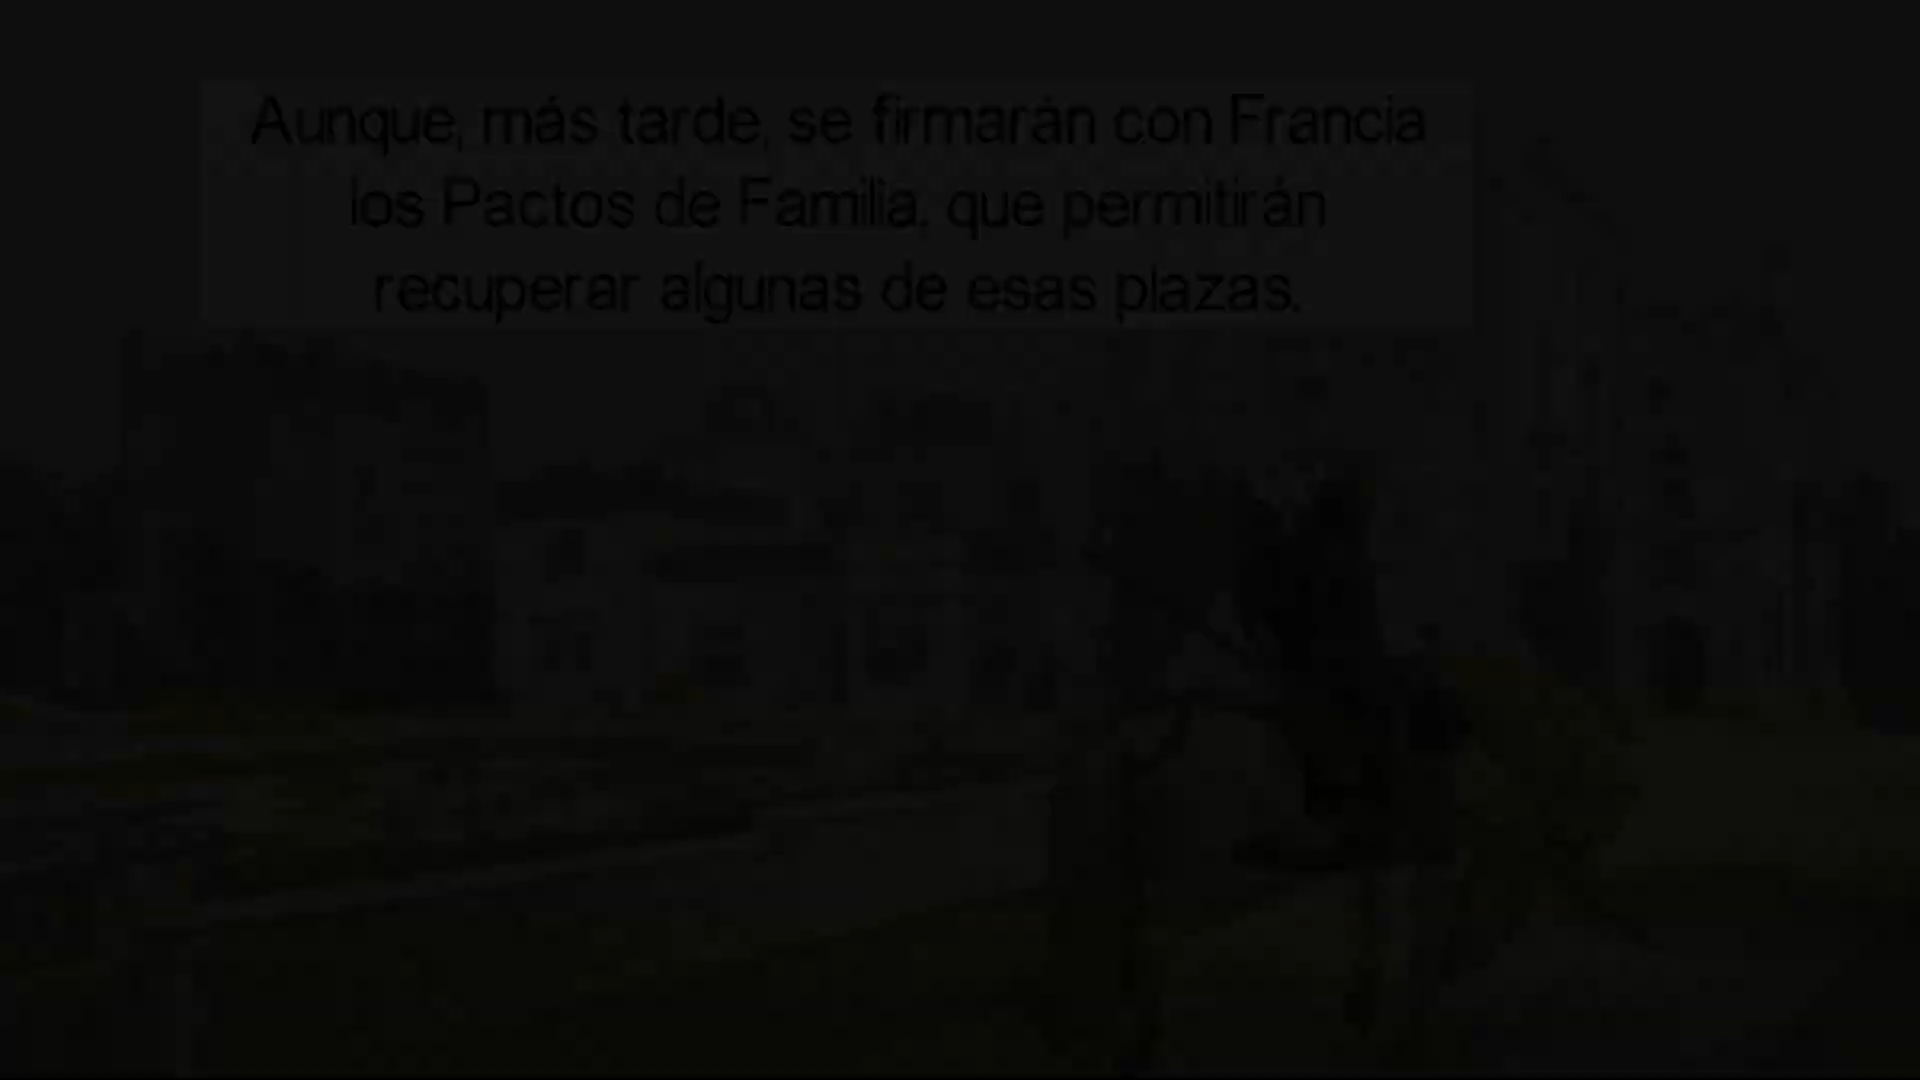 Aunque, más tarde, se firmarán con Francia
los Pactos de Familia, que permitirán
recuperar algunas de esas plazas.